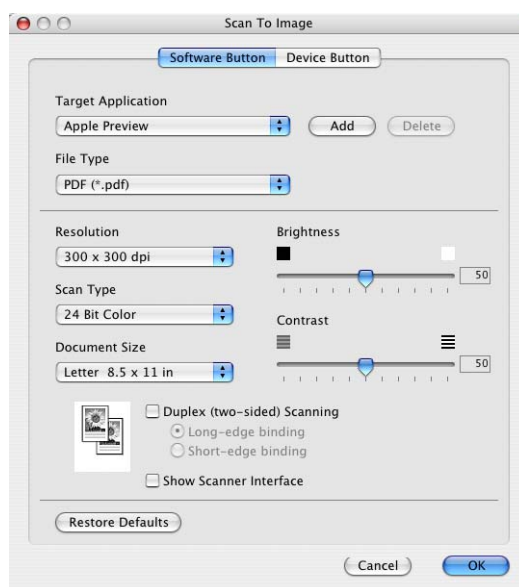 Scan To Image
Software Button Device Button
Target Application
Apple Preview Add Delete
File Type
PDF (*.pdf)
Resolution
300 x 300 dpi
Scan Type
24 Bit Color
Document Size
Letter 8.5 x 11 in
Brightness
50
Contrast
50
Duplex (two-sided) Scanning
Long-edge binding
Short-edge binding
Show Scanner Interface
Restore Defaults
Cancel OK